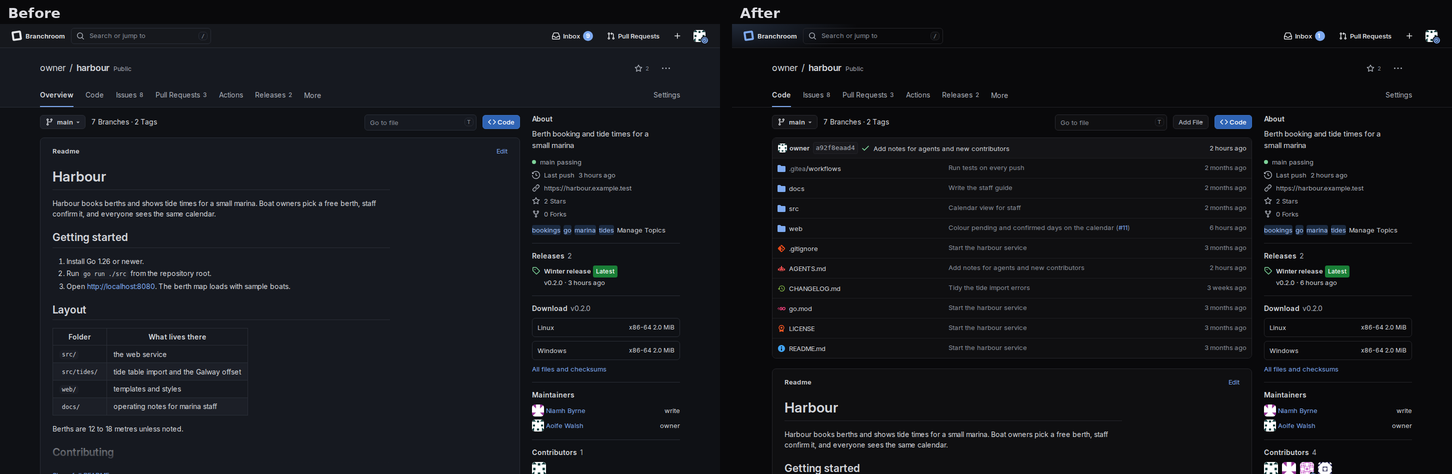 Before
Branchroom
Search or jump to /
Inbox 8
Pull Requests
owner / harbour Public
2
Overview Code Issues 8 Pull Requests 3 Actions Releases 2 More Settings
main
7 Branches · 2 Tags
Go to file T
Code
Readme
Edit
Harbour
Harbour books berths and shows tide times for a small marina. Boat owners pick a free berth, staff
confirm it, and everyone sees the same calendar.
Getting started
1. Install Go 1.26 or newer.
2. Run go run ./src from the repository root.
3. Open http://localhost:8080. The berth map loads with sample boats.
Layout
Folder What lives there
src/ the web service
src/tides/ tide table import and the Galway offset
web/ templates and styles
docs/ operating notes for marina staff
Berths are 12 to 18 metres unless noted.
Contributing
About
Berth booking and tide times for a
small marina
main passing
Last push 3 hours ago
https://harbour.example.test
2 Stars
0 Forks
bookings go marina tides Manage Topics
Releases 2
Winter release Latest
v0.2.0 · 3 hours ago
Download v0.2.0
Linux x86-64 2.0 MiB
Windows x86-64 2.0 MiB
All files and checksums
Maintainers
Niamh Byrne write
Aoife Walsh owner
Contributors 1
After
Branchroom
Search or jump to /
Inbox 1
Pull Requests
owner / harbour Public
2
Code Issues 8 Pull Requests 3 Actions Releases 2 More Settings
main
7 Branches · 2 Tags
Go to file T
Add File
Code
owner a92f8eaad4 Add notes for agents and new contributors 2 hours ago
.gitea/workflows Run tests on every push 2 months ago
docs Write the staff guide 2 months ago
src Calendar view for staff 2 months ago
web Colour pending and confirmed days on the calendar (#11) 6 hours ago
.gitignore Start the harbour service 3 months ago
AGENTS.md Add notes for agents and new contributors 2 hours ago
CHANGELOG.md Tidy the tide import errors 3 weeks ago
go.mod Start the harbour service 3 months ago
LICENSE Start the harbour service 3 months ago
README.md Start the harbour service 3 months ago
Readme
Edit
Harbour
Harbour books berths and shows tide times for a small marina. Boat owners pick a free berth, staff
confirm it, and everyone sees the same calendar.
Getting started
About
Berth booking and tide times for a
small marina
main passing
Last push 2 hours ago
https://harbour.example.test
2 Stars
0 Forks
bookings go marina tides Manage Topics
Releases 2
Winter release Latest
v0.2.0 · 6 hours ago
Download v0.2.0
Linux x86-64 2.0 MiB
Windows x86-64 2.0 MiB
All files and checksums
Maintainers
Niamh Byrne write
Aoife Walsh owner
Contributors 4